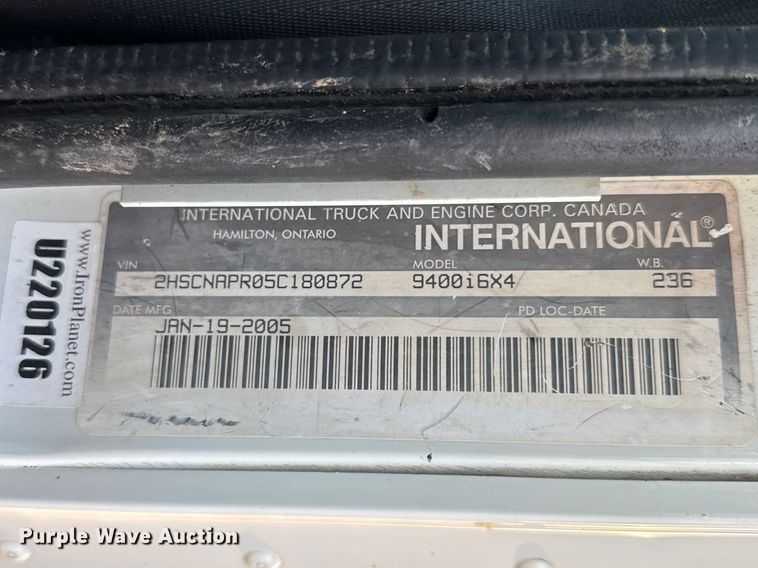 INTERNATIONAL TRUCK AND ENGINE CORP. CANADA
HAMILTON, ONTARIO
INTERNATIONAL®
VIN MODEL W.B.
2HSCNAPR05C180872 9400i6X4 236
DATE MFG PD LOC-DATE
JAN-19-2005
www.IronPlanet.com
U220126
Purple Wave Auction